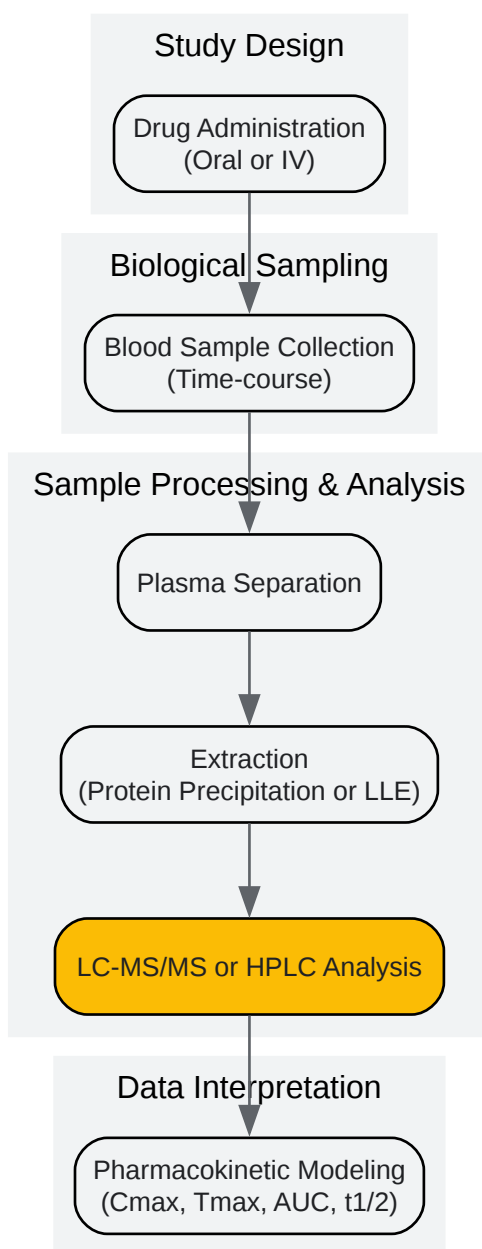 Study Design
Drug Administration
(Oral or IV)
Biological Sampling
Blood Sample Collection
(Time-course)
Sample Processing & Analysis
Plasma Separation
Extraction
(Protein Precipitation or LLE)
LC-MS/MS or HPLC Analysis
Data Interpretation
Pharmacokinetic Modeling
(Cmax, Tmax, AUC, t1/2)